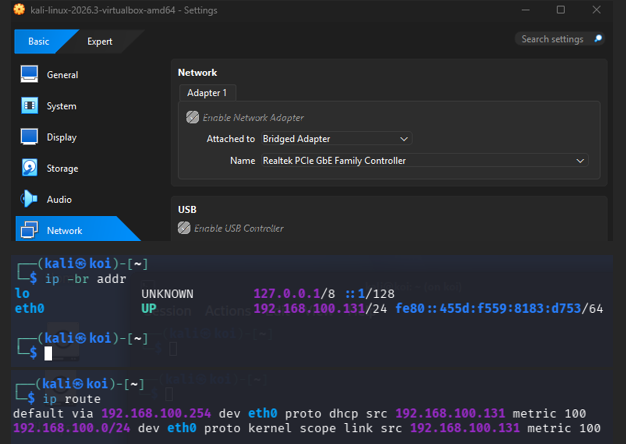 kali-linux-2026.3-virtualbox-amd64 - Settings
Basic Expert
Search settings
General
System
Display
Storage
Audio
Network
Network
Adapter 1
Enable Network Adapter
Attached to Bridged Adapter
Name Realtek PCIe GbE Family Controller
USB
Enable USB Controller
┌──(kali㉿koi)-[~]
└─$ ip -br addr
lo UNKNOWN 127.0.0.1/8 ::1/128
eth0 UP 192.168.100.131/24 fe80::455d:f559:8183:d753/64
┌──(kali㉿koi)-[~]
└─$
┌──(kali㉿koi)-[~]
└─$ ip route
default via 192.168.100.254 dev eth0 proto dhcp src 192.168.100.131 metric 100
192.168.100.0/24 dev eth0 proto kernel scope link src 192.168.100.131 metric 100